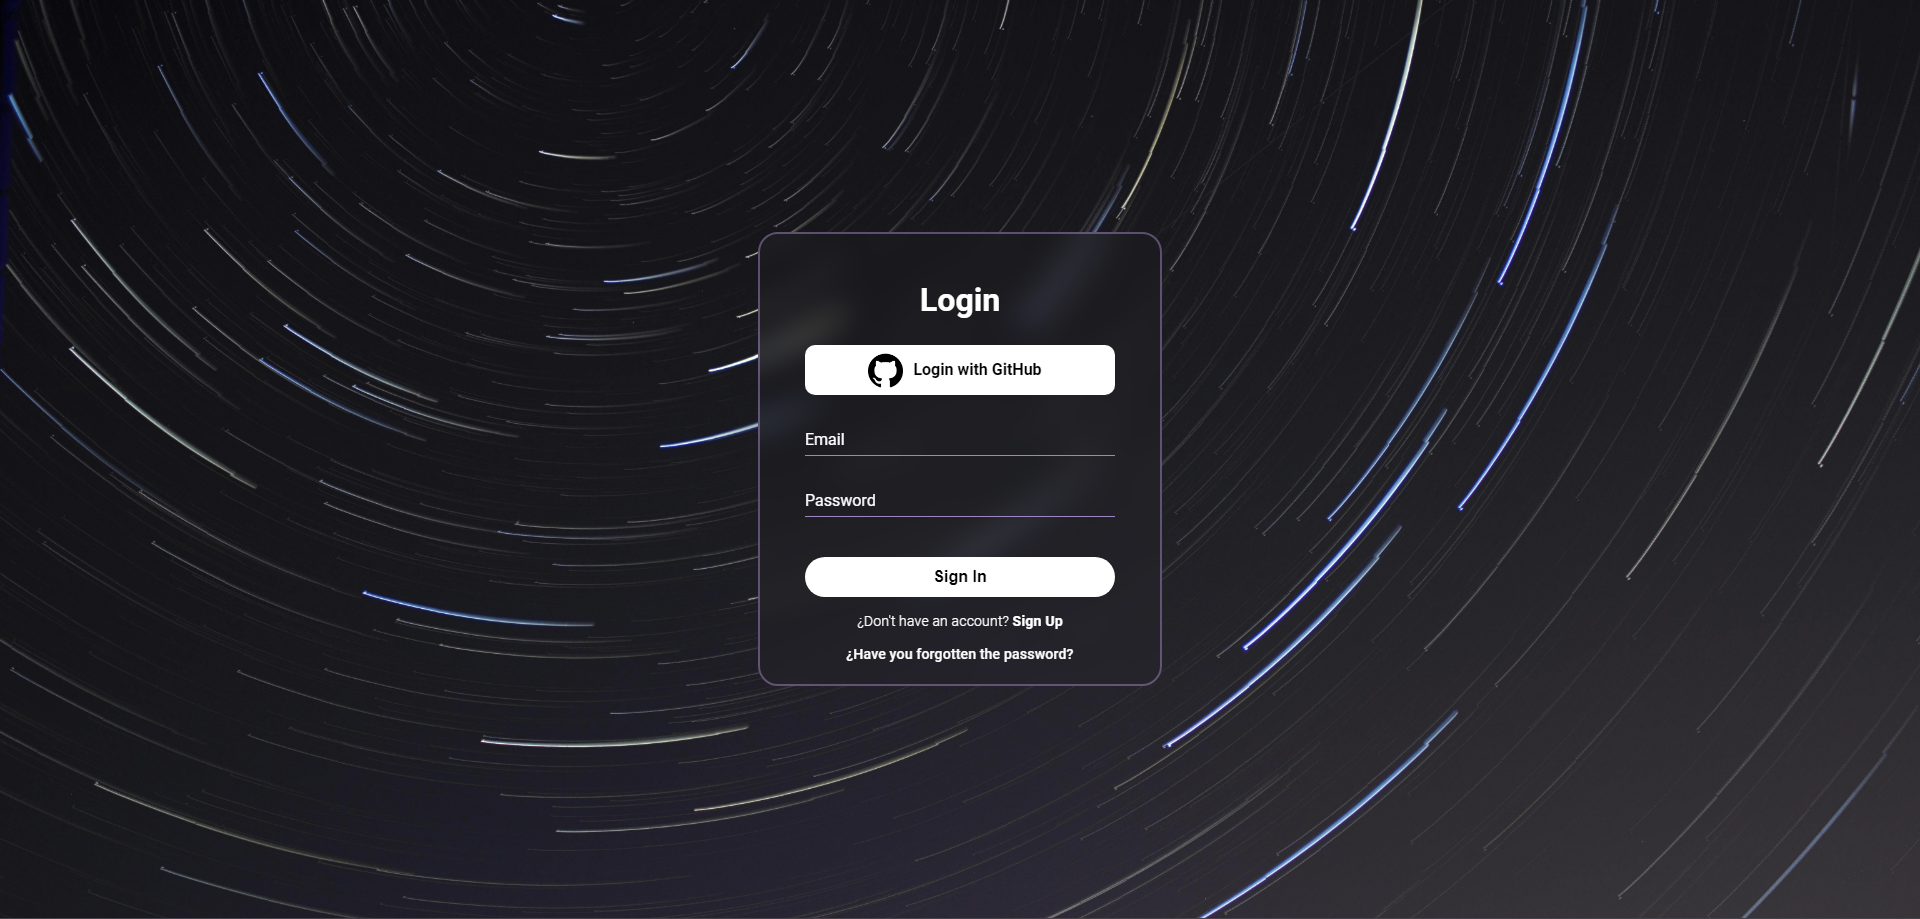 Login
Login with GitHub
Email
Password
Sign In
¿Don't have an account? Sign Up
¿Have you forgotten the password?